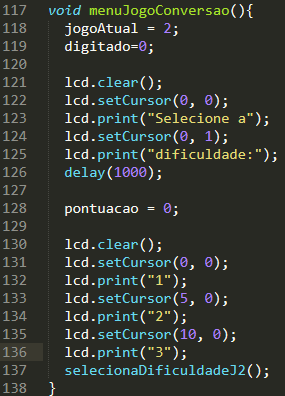 117 void menuJogoConversao(){
118 jogoAtual = 2;
119 digitado=0;
120
121 lcd.clear();
122 lcd.setCursor(0, 0);
123 lcd.print("Selecione a");
124 lcd.setCursor(0, 1);
125 lcd.print("dificuldade:");
126 delay(1000);
127
128 pontuacao = 0;
129
130 lcd.clear();
131 lcd.setCursor(0, 0);
132 lcd.print("1");
133 lcd.setCursor(5, 0);
134 lcd.print("2");
135 lcd.setCursor(10, 0);
136 lcd.print("3");
137 selecionaDificuldadeJ2();
138 }